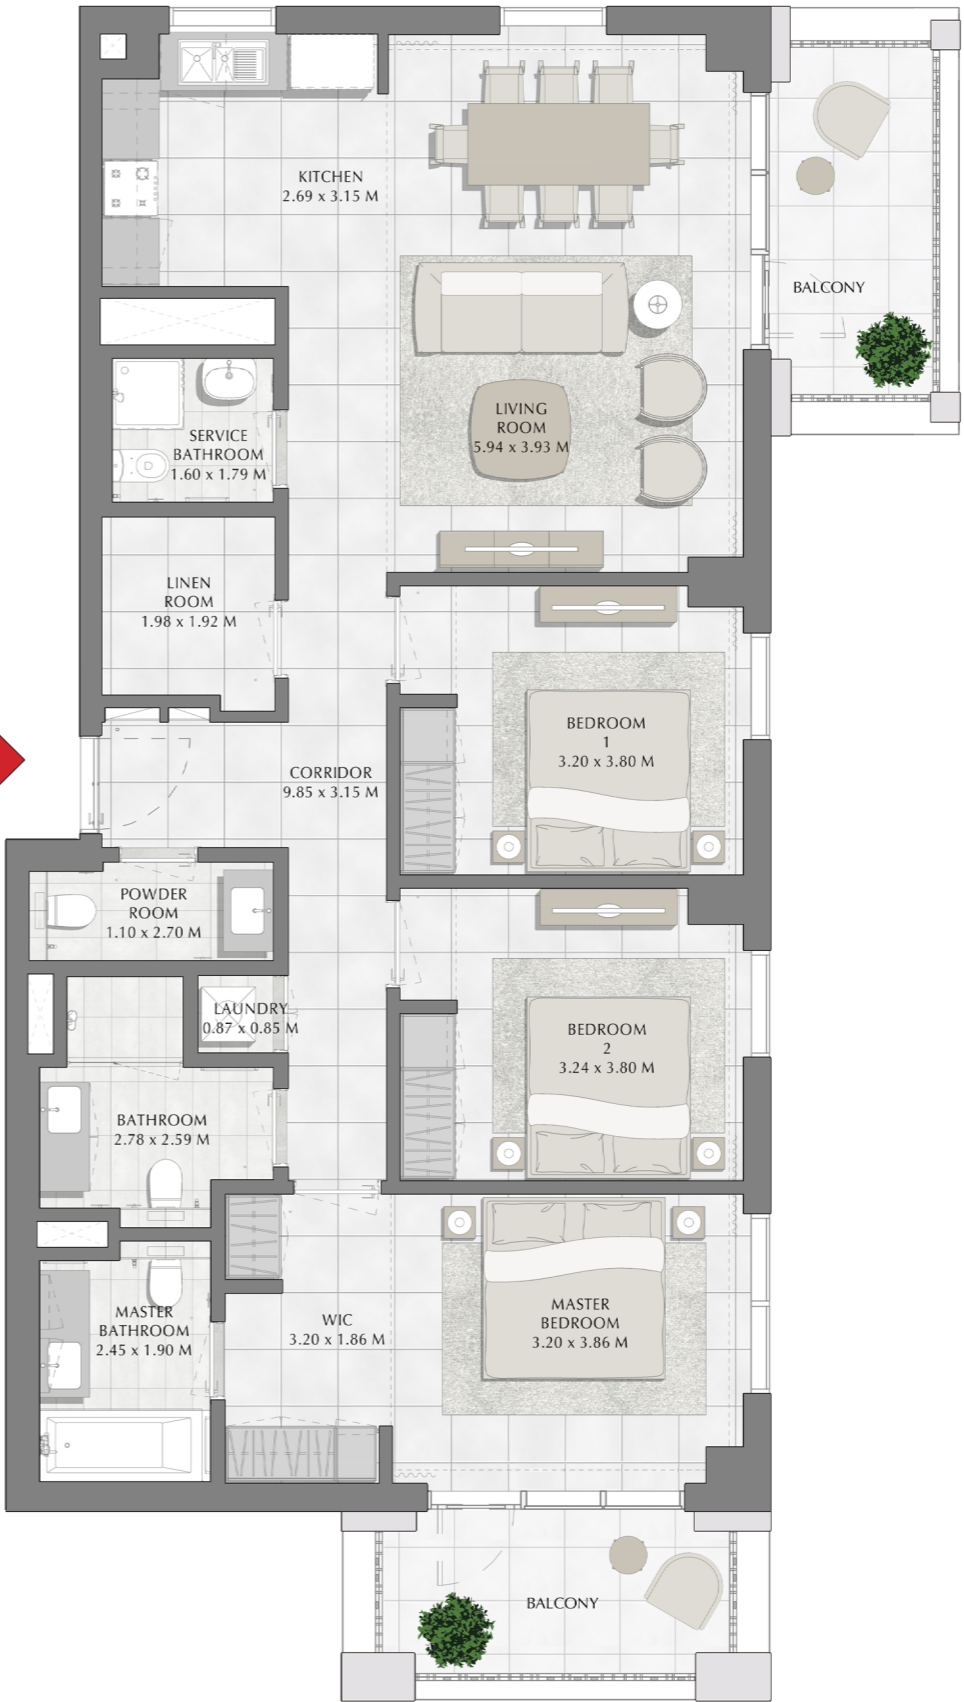 KITCHEN
2.69 x 3.15 M
BALCONY
LIVING
ROOM
5.94 x 3.93 M
SERVICE
BATHROOM
1.60 x 1.79 M
LINEN
ROOM
1.98 x 1.92 M
BEDROOM
1
3.20 x 3.80 M
CORRIDOR
9.85 x 3.15 M
POWDER
ROOM
1.10 x 2.70 M
LAUNDRY
0.87 x 0.85 M
BEDROOM
2
3.24 x 3.80 M
BATHROOM
2.78 x 2.59 M
MASTER
BATHROOM
2.45 x 1.90 M
WIC
3.20 x 1.86 M
MASTER
BEDROOM
3.20 x 3.86 M
BALCONY